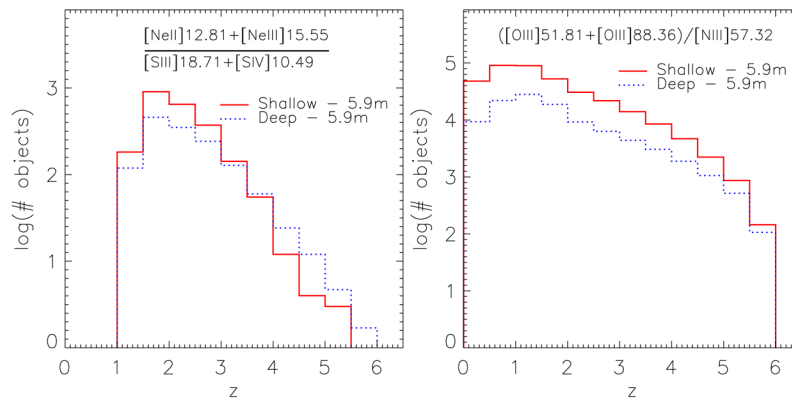 [NeII]12.81+[NeIII]15.55
[SIII]18.71+[SIV]10.49
Shallow – 5.9m
Deep – 5.9m
log(# objects)
3
2
1
0
0 1 2 3 4 5 6
z
([OIII]51.81+[OIII]88.36)/[NIII]57.32
Shallow – 5.9m
Deep – 5.9m
log(# objects)
5
4
3
2
1
0
0 1 2 3 4 5 6
z